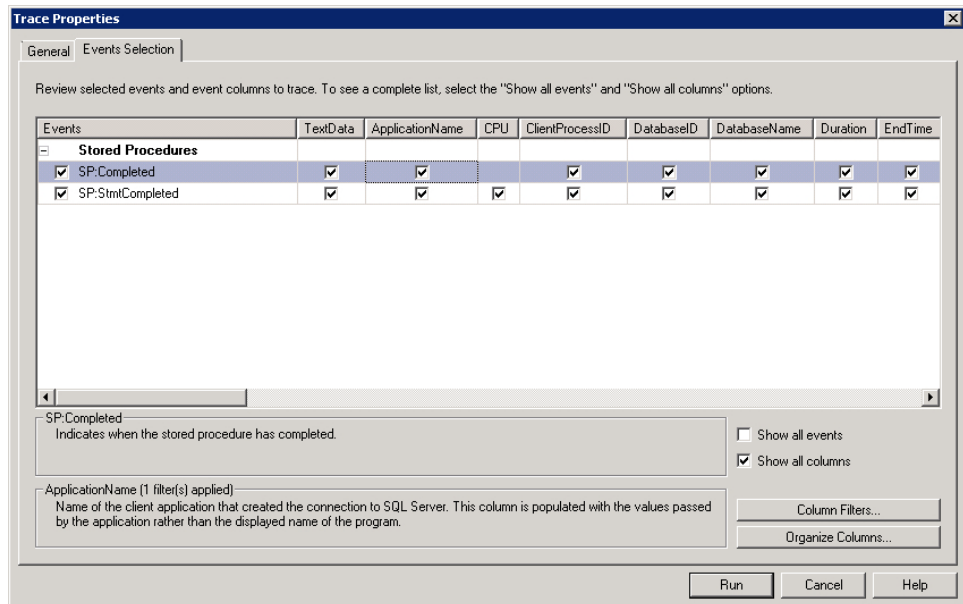 Trace Properties
General Events Selection
Review selected events and event columns to trace. To see a complete list, select the "Show all events" and "Show all columns" options.
Events TextData ApplicationName CPU ClientProcessID DatabaseID DatabaseName Duration EndTime
Stored Procedures
SP:Completed
SP:StmtCompleted
SP:Completed
Indicates when the stored procedure has completed.
Show all events
Show all columns
ApplicationName (1 filter(s) applied)
Name of the client application that created the connection to SQL Server. This column is populated with the values passed
by the application rather than the displayed name of the program.
Column Filters...
Organize Columns...
Run Cancel Help